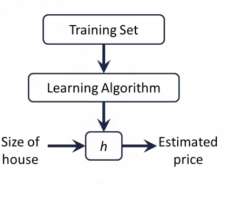 Training Set
Learning Algorithm
Size of
house
h
Estimated
price